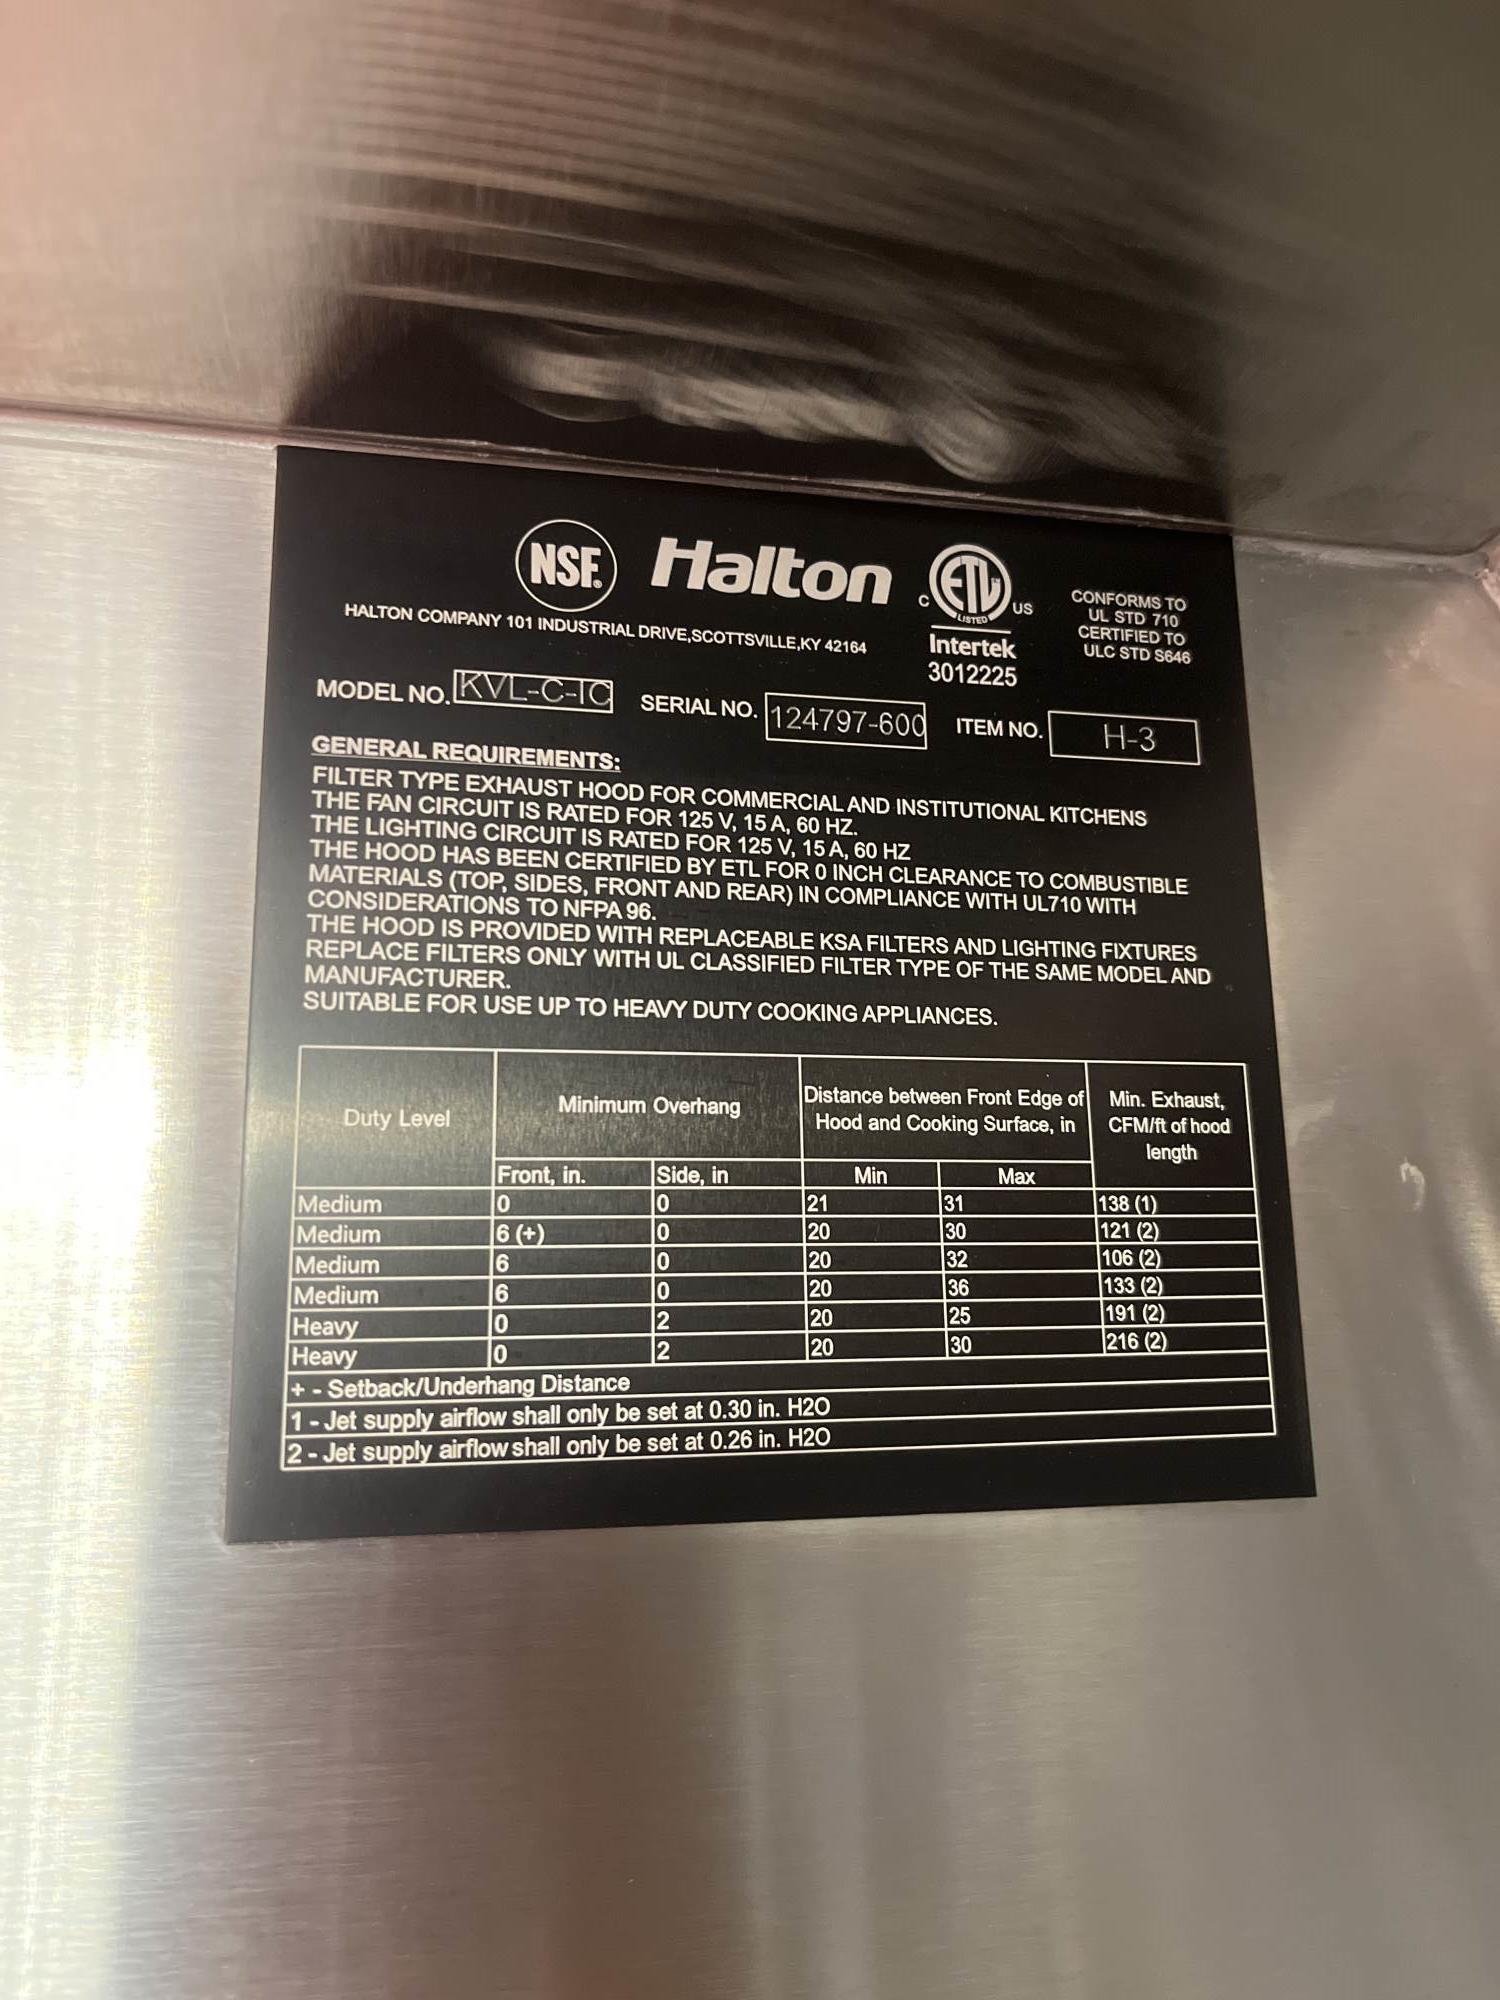 NSF. Halton C ETL US LISTED
CONFORMS TO
UL STD 710
CERTIFIED TO
ULC STD S646
HALTON COMPANY 101 INDUSTRIAL DRIVE,SCOTTSVILLE,KY 42164
Intertek
3012225
MODEL NO. KVL-C-IC SERIAL NO. 124797-600 ITEM NO. H-3
GENERAL REQUIREMENTS:
FILTER TYPE EXHAUST HOOD FOR COMMERCIAL AND INSTITUTIONAL KITCHENS
THE FAN CIRCUIT IS RATED FOR 125 V, 15 A, 60 HZ.
THE LIGHTING CIRCUIT IS RATED FOR 125 V, 15 A, 60 HZ
THE HOOD HAS BEEN CERTIFIED BY ETL FOR 0 INCH CLEARANCE TO COMBUSTIBLE
MATERIALS (TOP, SIDES, FRONT AND REAR) IN COMPLIANCE WITH UL710 WITH
CONSIDERATIONS TO NFPA 96.
THE HOOD IS PROVIDED WITH REPLACEABLE KSA FILTERS AND LIGHTING FIXTURES
REPLACE FILTERS ONLY WITH UL CLASSIFIED FILTER TYPE OF THE SAME MODEL AND
MANUFACTURER.
SUITABLE FOR USE UP TO HEAVY DUTY COOKING APPLIANCES.
Duty Level
Minimum Overhang
Distance between Front Edge of
Hood and Cooking Surface, in
Min. Exhaust,
CFM/ft of hood
length
Front, in. Side, in Min Max
Medium 0 0 21 31 138 (1)
Medium 6 (+) 0 20 30 121 (2)
Medium 6 0 20 32 106 (2)
Medium 6 0 20 36 133 (2)
Heavy 0 2 20 25 191 (2)
Heavy 0 2 20 30 216 (2)
+ - Setback/Underhang Distance
1 - Jet supply airflow shall only be set at 0.30 in. H2O
2 - Jet supply airflow shall only be set at 0.26 in. H2O